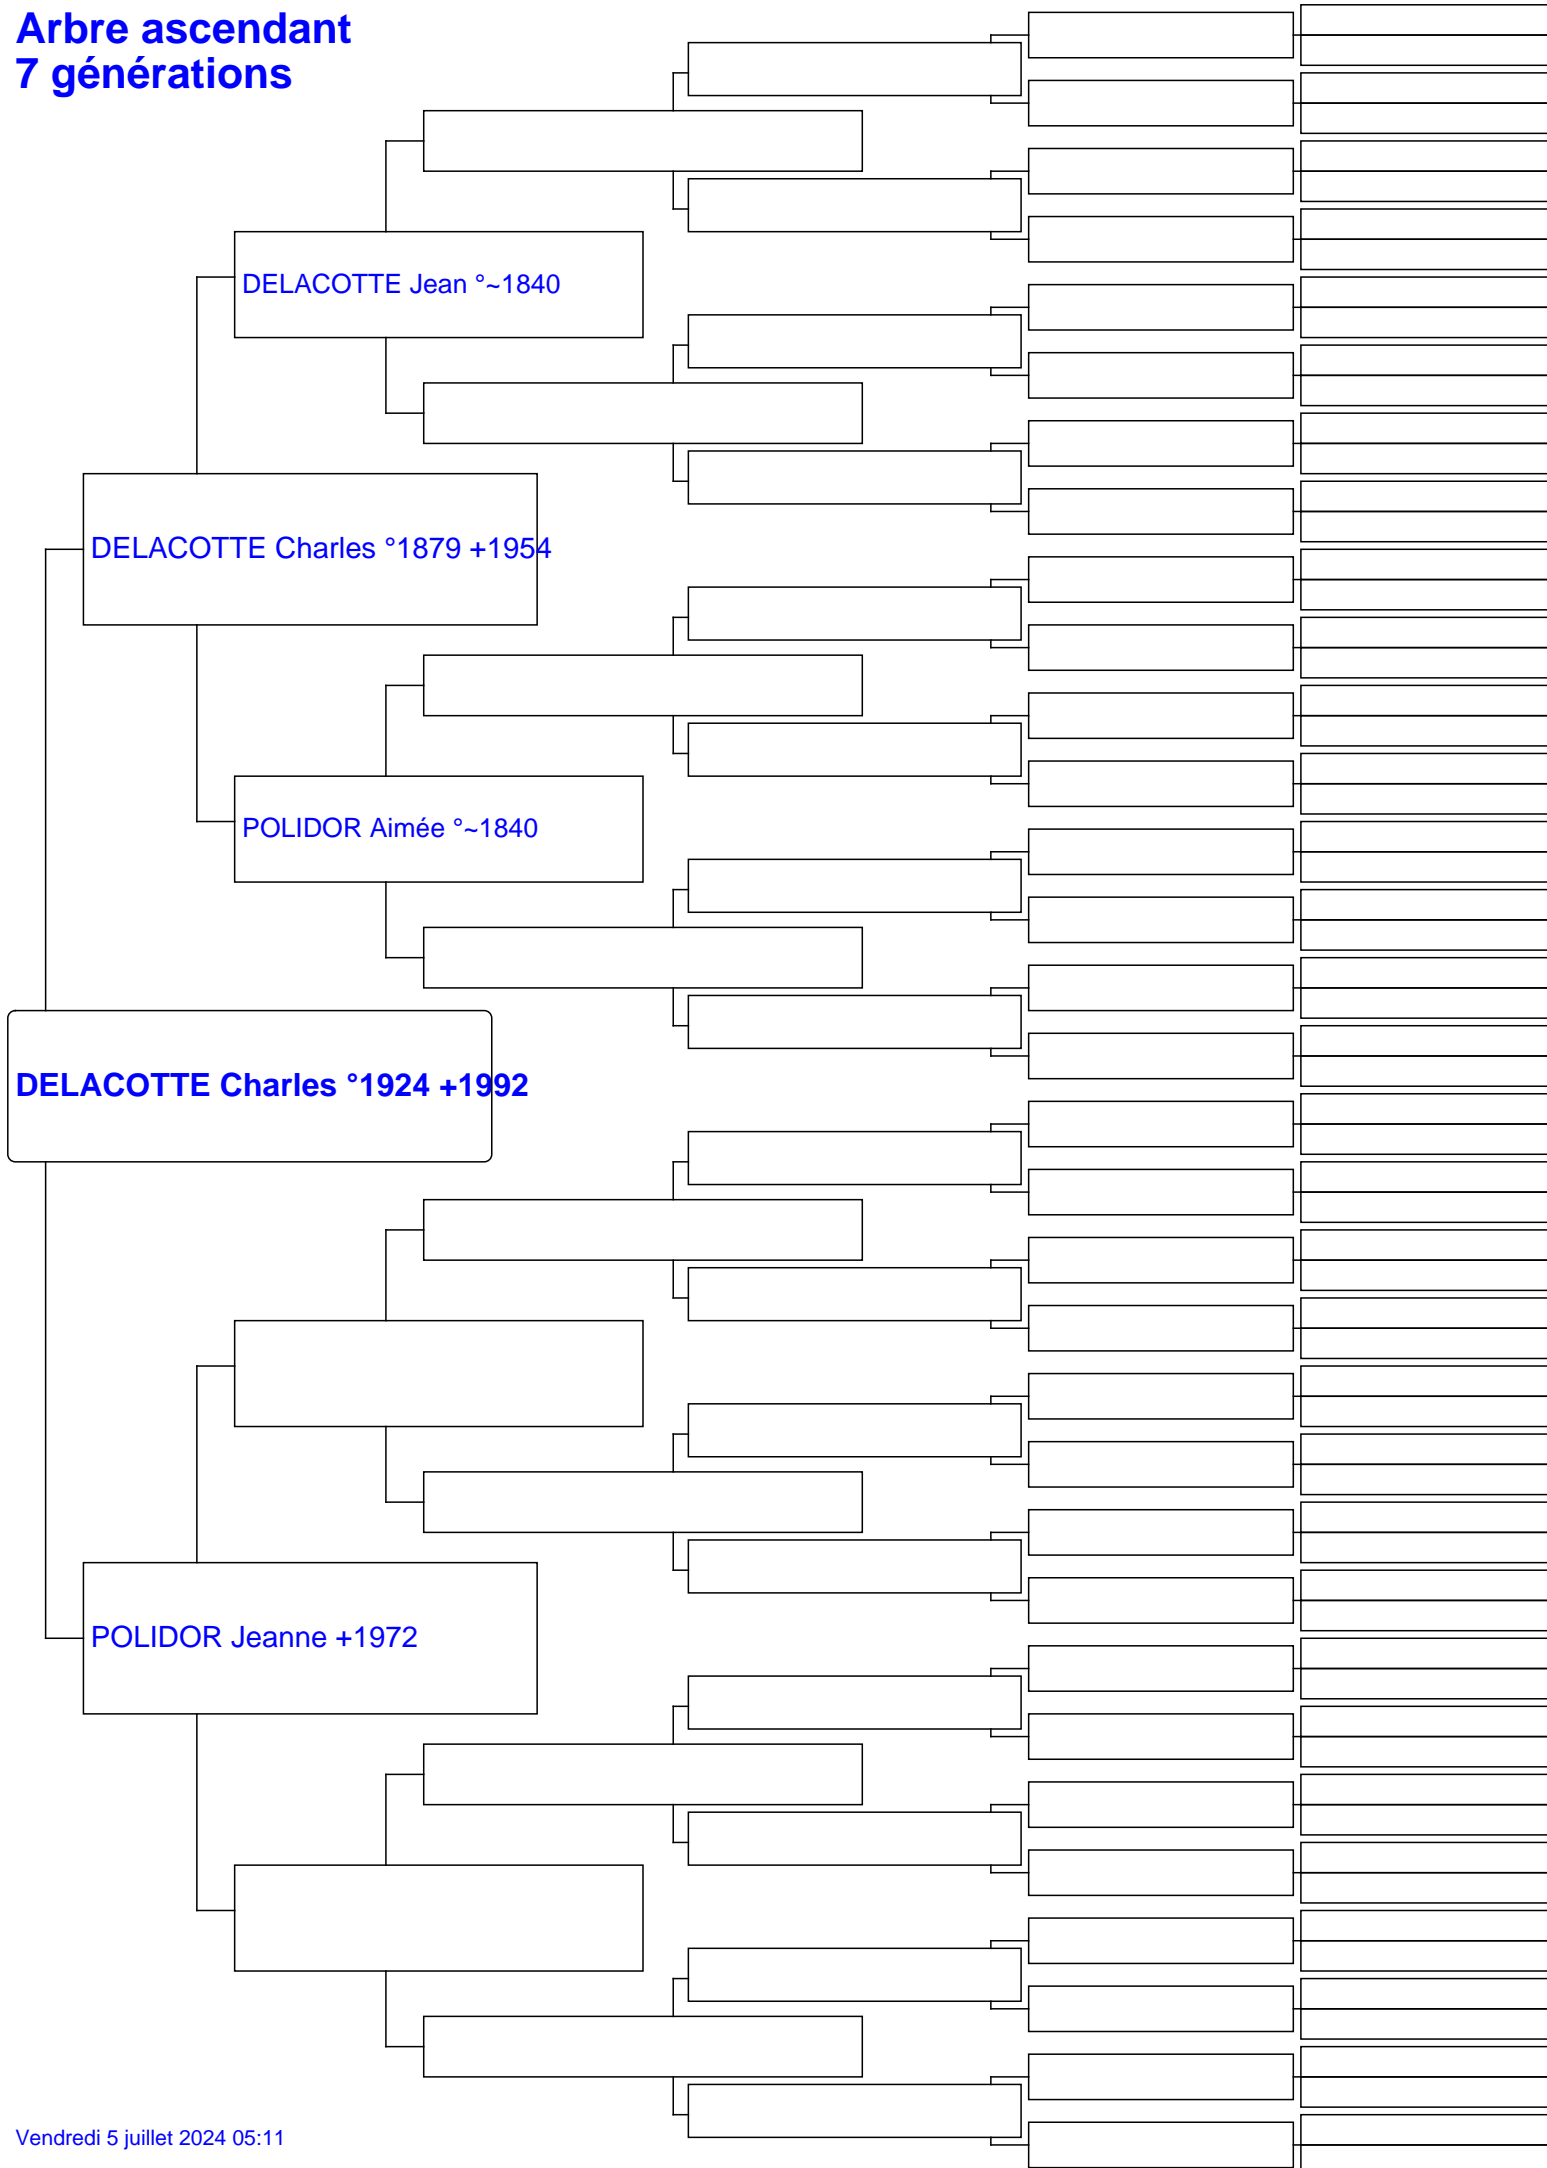 Arbre ascendant
7 générations
DELACOTTE Jean °~1840
DELACOTTE Charles °1879 +1954
POLIDOR Aimée °~1840
DELACOTTE Charles °1924 +1992
POLIDOR Jeanne +1972
Vendredi 5 juillet 2024 05:11